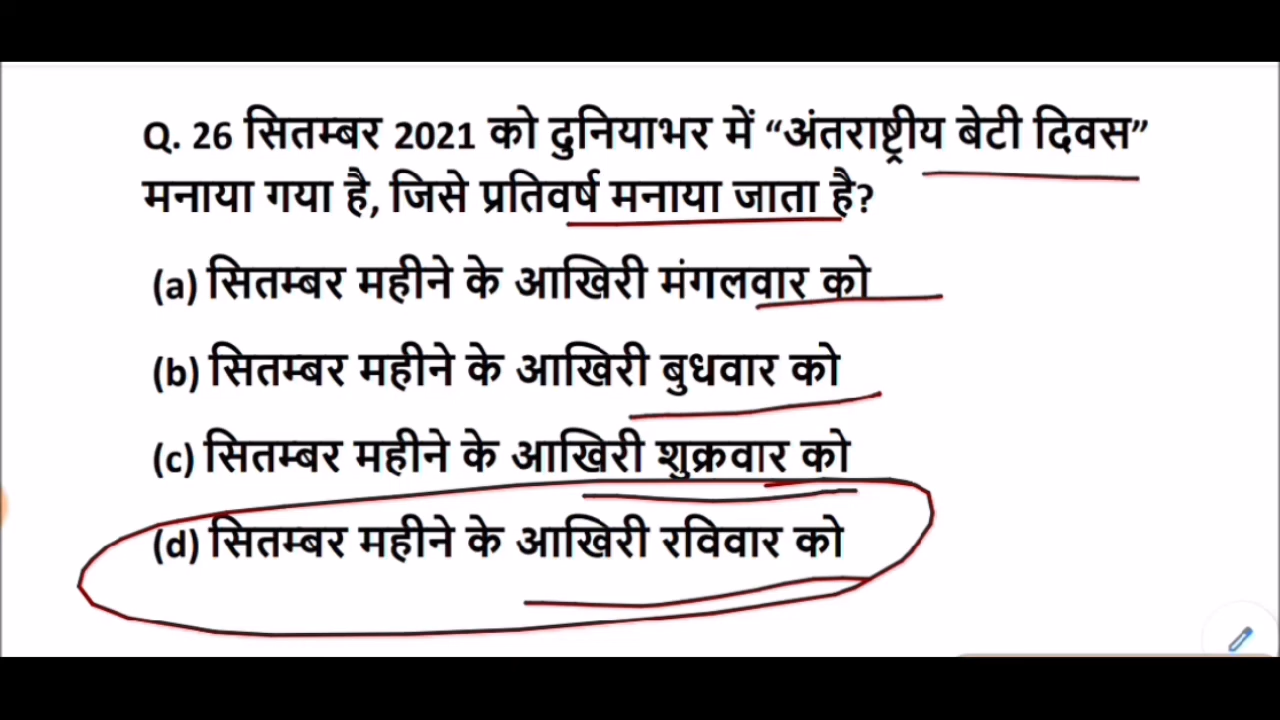 Q. 26 सितम्बर 2021 को दुनियाभर में “अंतराष्ट्रीय बेटी दिवस”
मनाया गया है, जिसे प्रतिवर्ष मनाया जाता है?
(a) सितम्बर महीने के आखिरी मंगलवार को
(b) सितम्बर महीने के आखिरी बुधवार को
(c) सितम्बर महीने के आखिरी शुक्रवार को
(d) सितम्बर महीने के आखिरी रविवार को